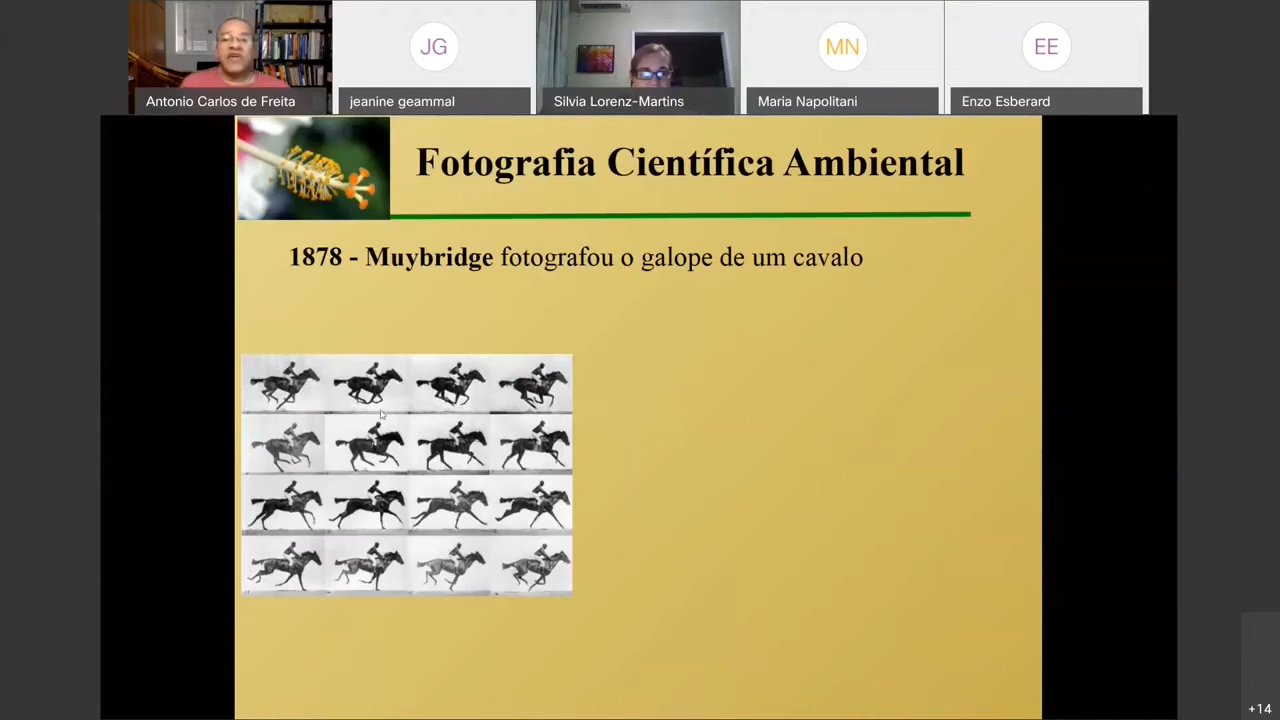 JG
MN
EE
Antonio Carlos de Freita
jeanine geammal
Silvia Lorenz-Martins
Maria Napolitani
Enzo Esberard
Fotografia Científica Ambiental
1878 - Muybridge fotografou o galope de um cavalo
+14